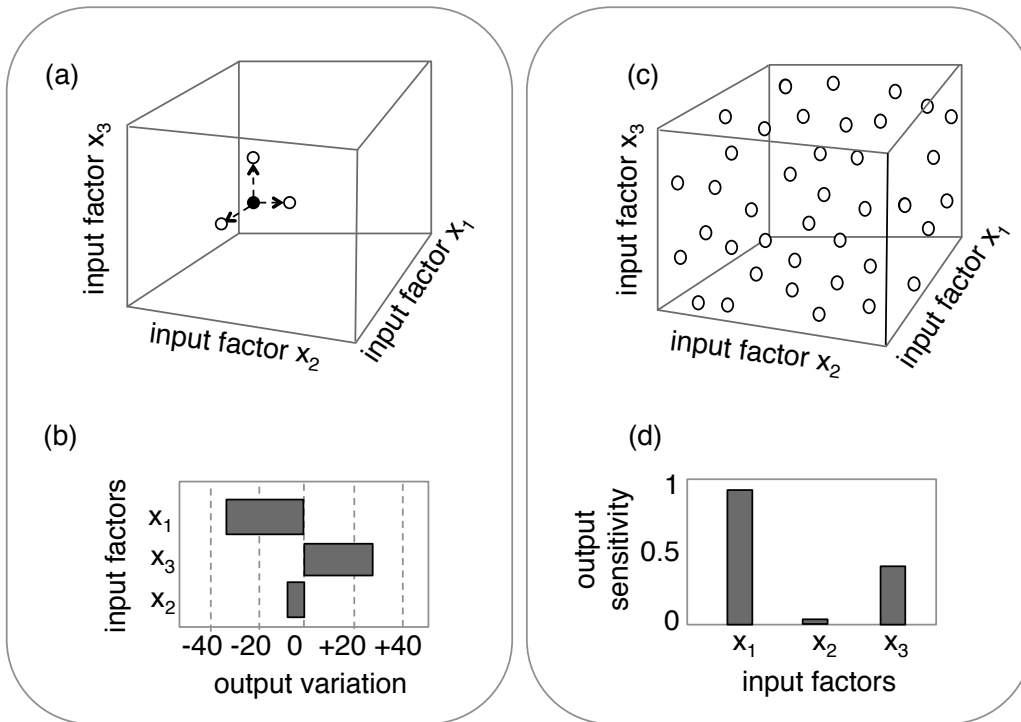 (a)
input factor x3
input factor x2
input factor x1
(b)
input factors
x1
x3
x2
-40 -20 0 +20 +40
output variation
(c)
input factor x3
input factor x2
input factor x1
(d)
output
sensitivity
1
0.5
0
x1 x2 x3
input factors